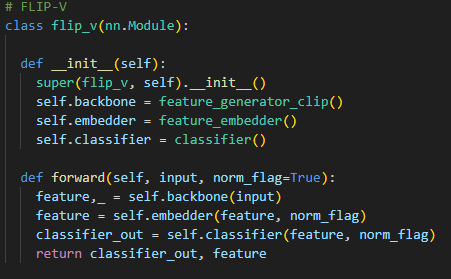 # FLIP-V
class flip_v(nn.Module):
  def __init__(self):
    super(flip_v, self).__init__()
    self.backbone = feature_generator_clip()
    self.embedder = feature_embedder()
    self.classifier = classifier()
  def forward(self, input, norm_flag=True):
    feature,_ = self.backbone(input)
    feature = self.embedder(feature, norm_flag)
    classifier_out = self.classifier(feature, norm_flag)
    return classifier_out, feature